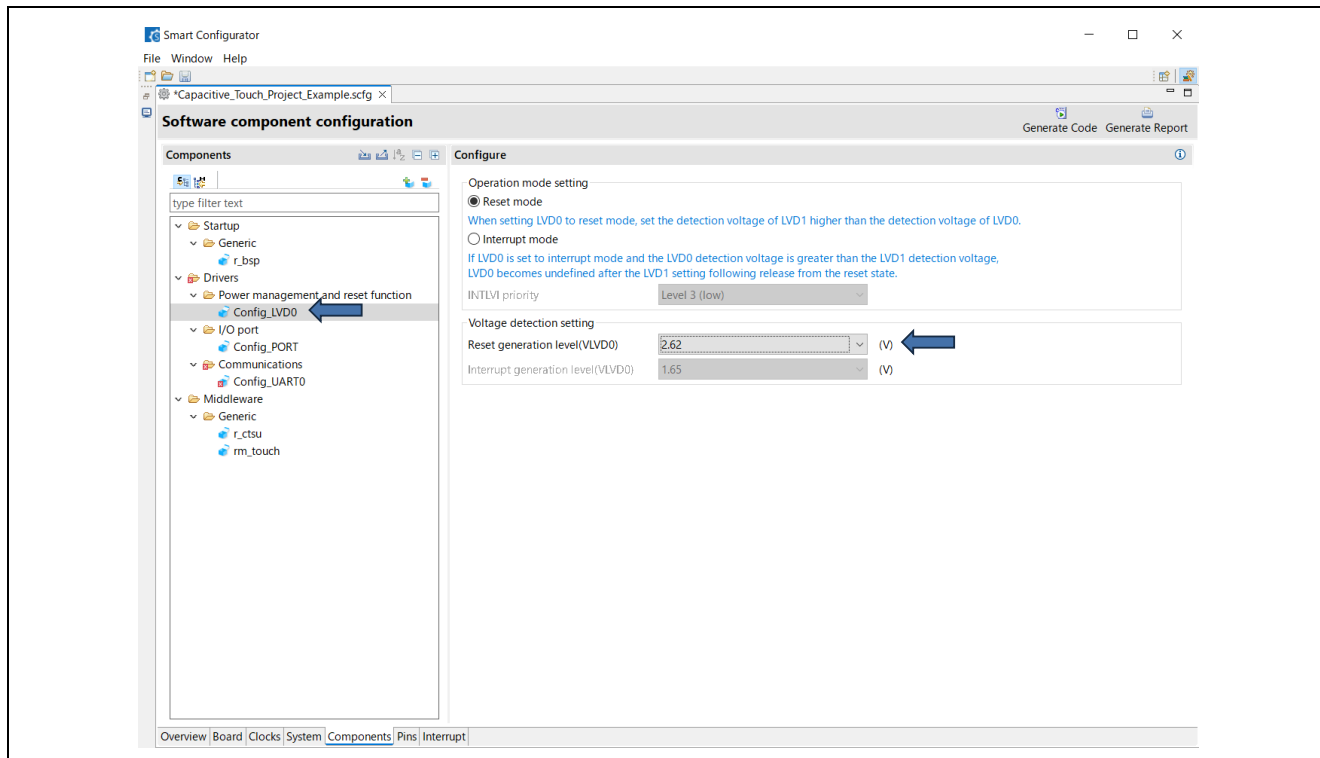 Smart Configurator
File Window Help
*Capacitive_Touch_Project_Example.scfg
Software component configuration
Generate Code Generate Report
Components
Configure
type filter text
Startup
Generic
r_bsp
Drivers
Power management and reset function
Config_LVD0
I/O port
Config_PORT
Communications
Config_UART0
Middleware
Generic
r_ctsu
rm_touch
Operation mode setting
Reset mode
When setting LVD0 to reset mode, set the detection voltage of LVD1 higher than the detection voltage of LVD0.
Interrupt mode
If LVD0 is set to interrupt mode and the LVD0 detection voltage is greater than the LVD1 detection voltage,
LVD0 becomes undefined after the LVD1 setting following release from the reset state.
INTLVI priority Level 3 (low)
Voltage detection setting
Reset generation level(VLVD0) 2.62 (V)
Interrupt generation level(VLVD0) 1.65 (V)
Overview Board Clocks System Components Pins Interrupt